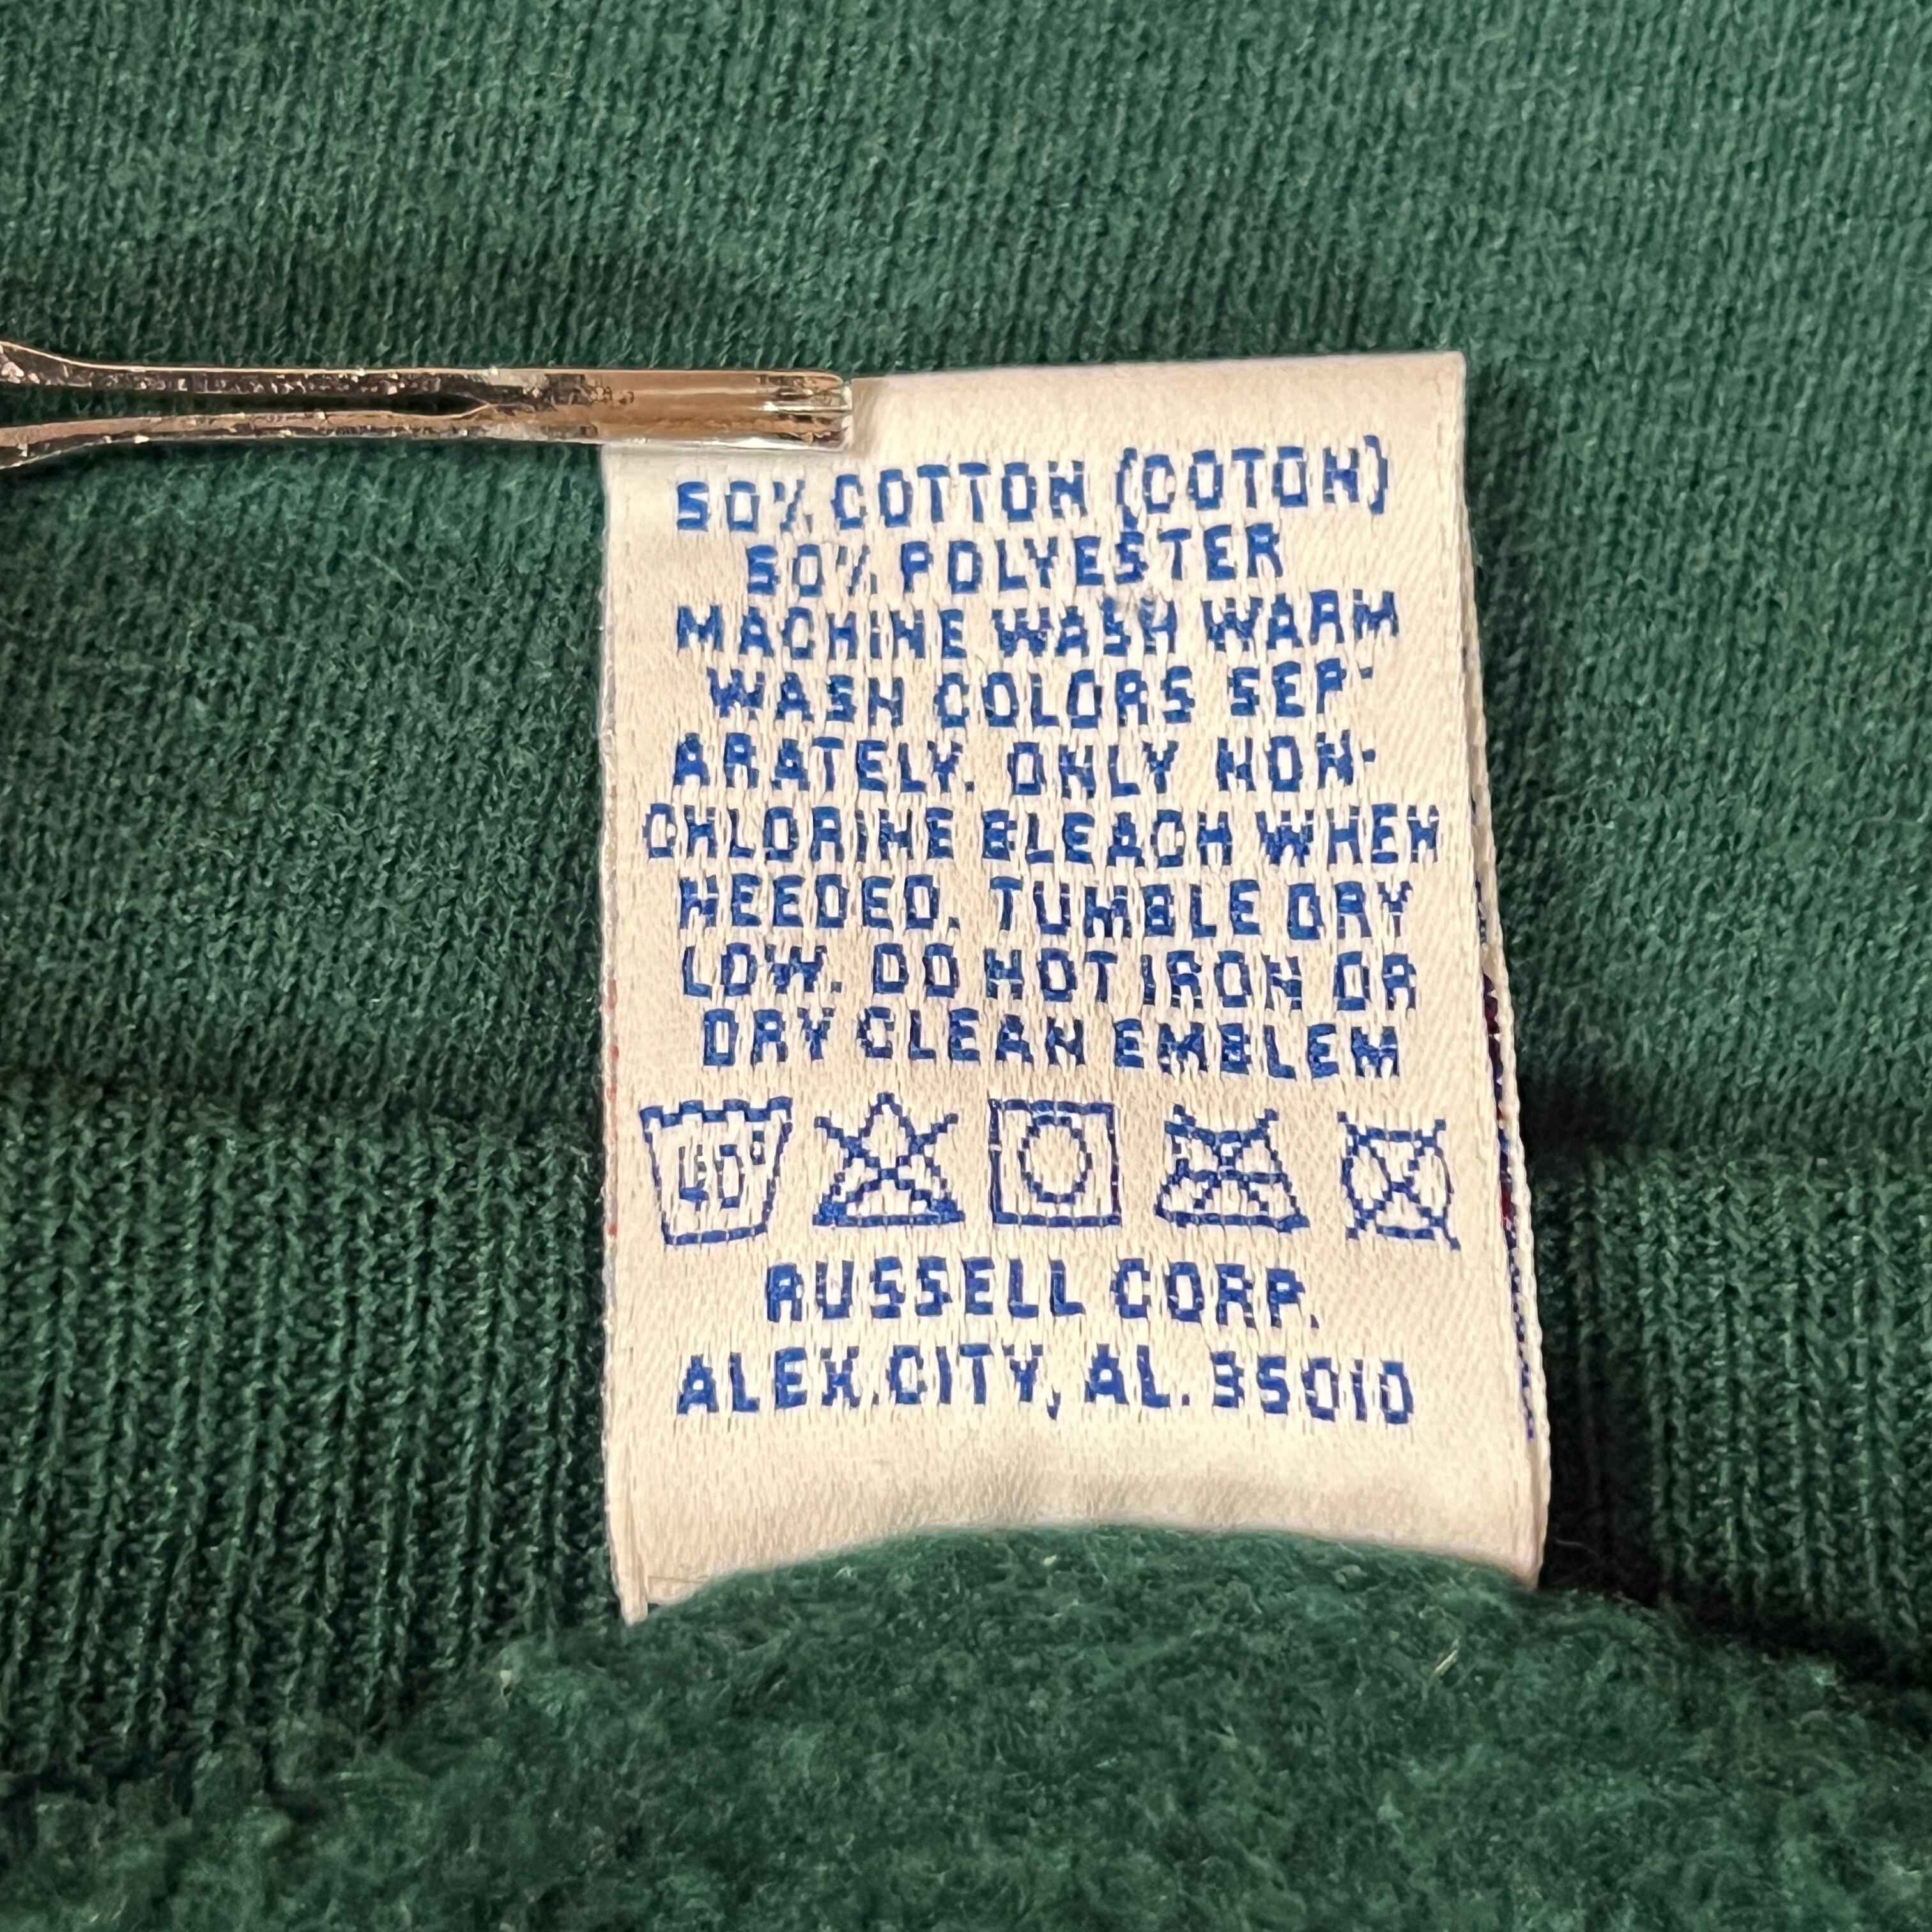 50% COTTON (COTON)
50% POLYESTER
MACHINE WASH WARM
WASH COLORS SEP-
ARATELY. ONLY NON-
CHLORINE BLEACH WHEN
NEEDED. TUMBLE DRY
LOW. DO NOT IRON OR
DRY CLEAN EMBLEM
40°
RUSSELL CORP.
ALEX.CITY, AL. 35010